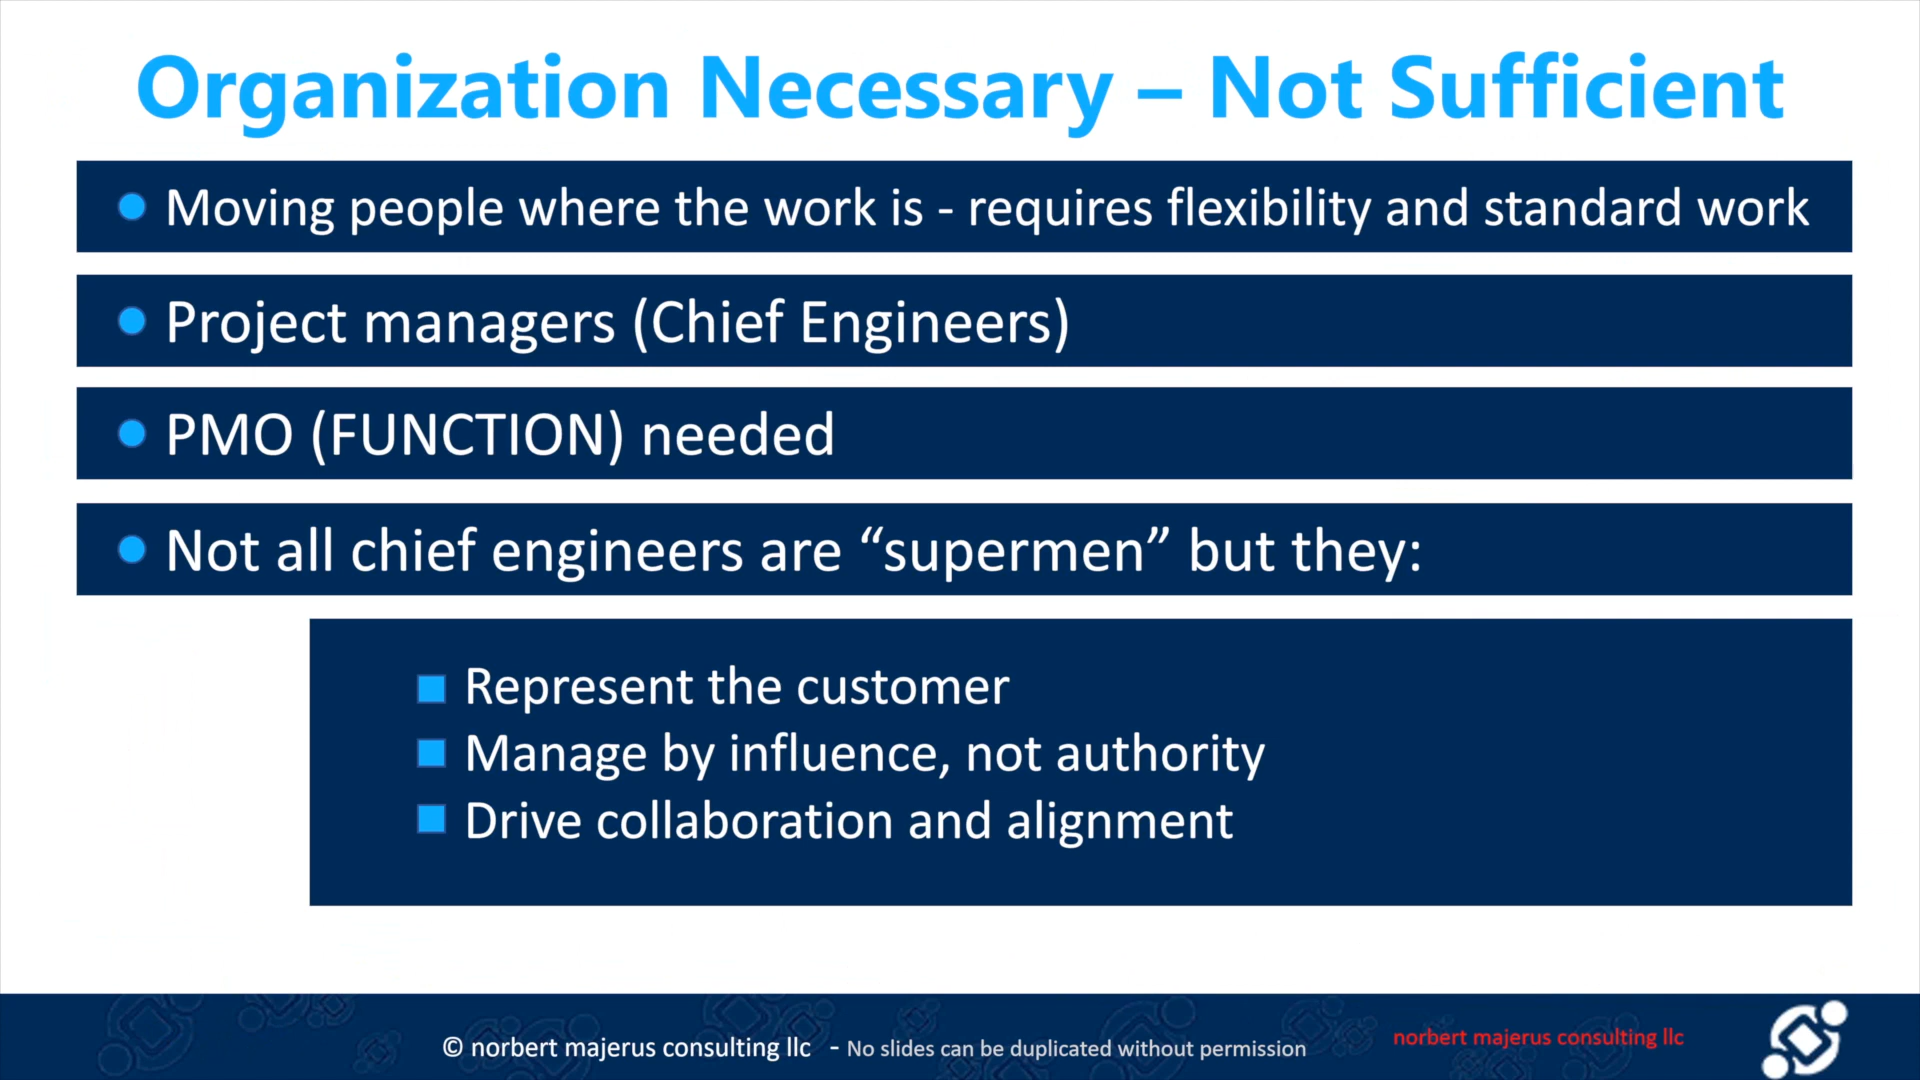 Organization Necessary – Not Sufficient
Moving people where the work is - requires flexibility and standard work
Project managers (Chief Engineers)
PMO (FUNCTION) needed
Not all chief engineers are “supermen” but they:
Represent the customer
Manage by influence, not authority
Drive collaboration and alignment
© norbert majerus consulting llc - No slides can be duplicated without permission
norbert majerus consulting llc